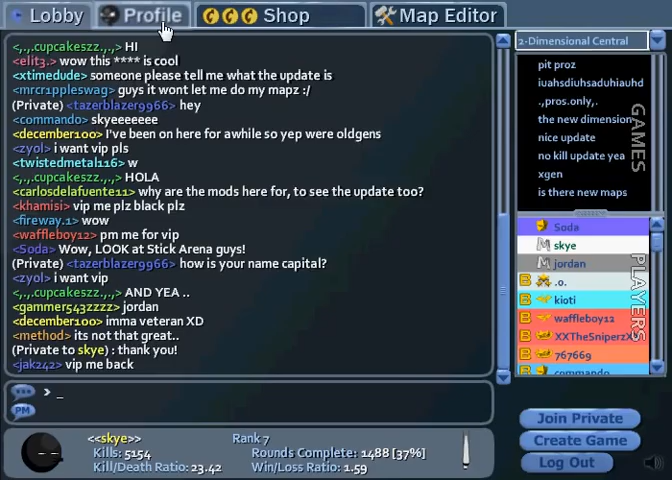 Lobby
Profile
Shop
Map Editor
<,.,.cupcakeszz.,.,> HI
<elit3.> wow this **** is cool
<xtimedude> someone please tell me what the update is
<mrcr1ppleswag> guys it wont let me do my mapz :/
(Private) <tazerblazer9966> hey
<commando> skyeeeeeee
<december100> I've been on here for awhile so yep were oldgens
<zyol> i want vip pls
<twistedmetal116> w
<,.,.cupcakeszz.,.,> HOLA
<carlosdelafuente11> why are the mods here for, to see the update too?
<khamisi> vip me plz black plz
<fireway.1> wow
<waffleboy12> pm me for vip
<Soda> Wow, LOOK at Stick Arena guys!
(Private) <tazerblazer9966> how is your name capital?
<zyol> i want vip
<,.,.cupcakeszz.,.,> AND YEA ..
<gammer543zzzz> jordan
<december100> imma veteran XD
<method> its not that great..
(Private to skye) : thank you!
<jak242> vip me back
> _
PM
2-Dimensional Central
pit proz
iuahsdiuhsaduhiauhd
.,pros.only,.
the new dimension
nice update
no kill update yea
xgen
is there new maps
GAMES
Soda
M skye
M jordan
B .o.
B kioti
B waffleboy12
B XXTheSniperzX
B 767669
B commando
PLAYERS
Join Private
Create Game
Log Out
<<skye>>
Rank 7
Kills: 5154
Rounds Complete: 1488 [37%]
Kill/Death Ratio: 23.42
Win/Loss Ratio: 1.59